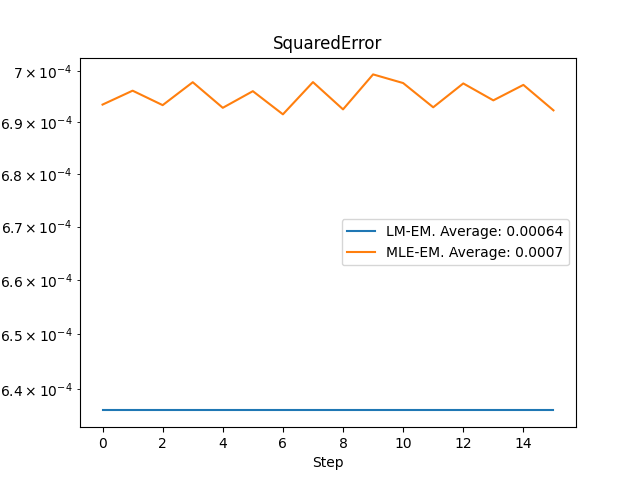 SquaredError
7 × 10⁻⁴
6.9 × 10⁻⁴
6.8 × 10⁻⁴
6.7 × 10⁻⁴
6.6 × 10⁻⁴
6.5 × 10⁻⁴
6.4 × 10⁻⁴
LM-EM. Average: 0.00064
MLE-EM. Average: 0.0007
0 2 4 6 8 10 12 14
Step